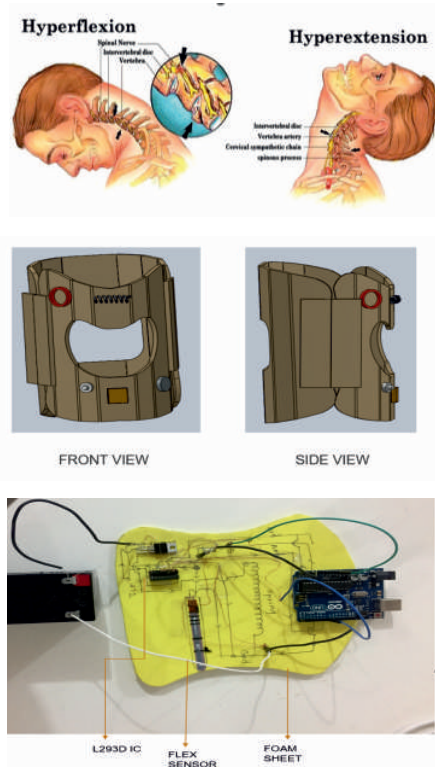 Hyperflexion
Spinal Nerve
Intervertebral disc
Vertebra
Hyperextension
Intervertebral disc
Vertebra artery
Cervical sympathetic chain
spinous process
FRONT VIEW
SIDE VIEW
L293D IC
FLEX
SENSOR
FOAM
SHEET